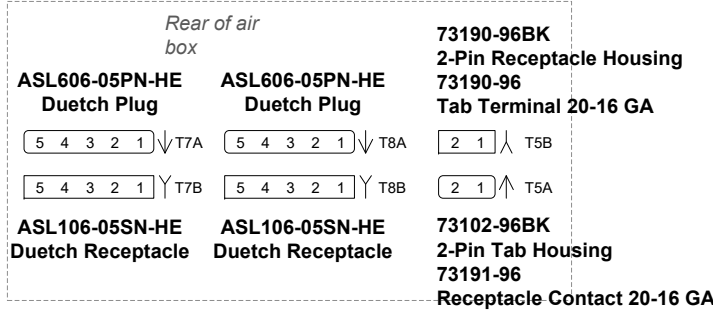 Rear of air
box
ASL606-05PN-HE
Duetch Plug
ASL606-05PN-HE
Duetch Plug
73190-96BK
2-Pin Receptacle Housing
73190-96
Tab Terminal 20-16 GA
5 4 3 2 1 T7A
5 4 3 2 1 T8A
2 1 T5B
5 4 3 2 1 T7B
5 4 3 2 1 T8B
2 1 T5A
ASL106-05SN-HE
Duetch Receptacle
ASL106-05SN-HE
Duetch Receptacle
73102-96BK
2-Pin Tab Housing
73191-96
Receptacle Contact 20-16 GA